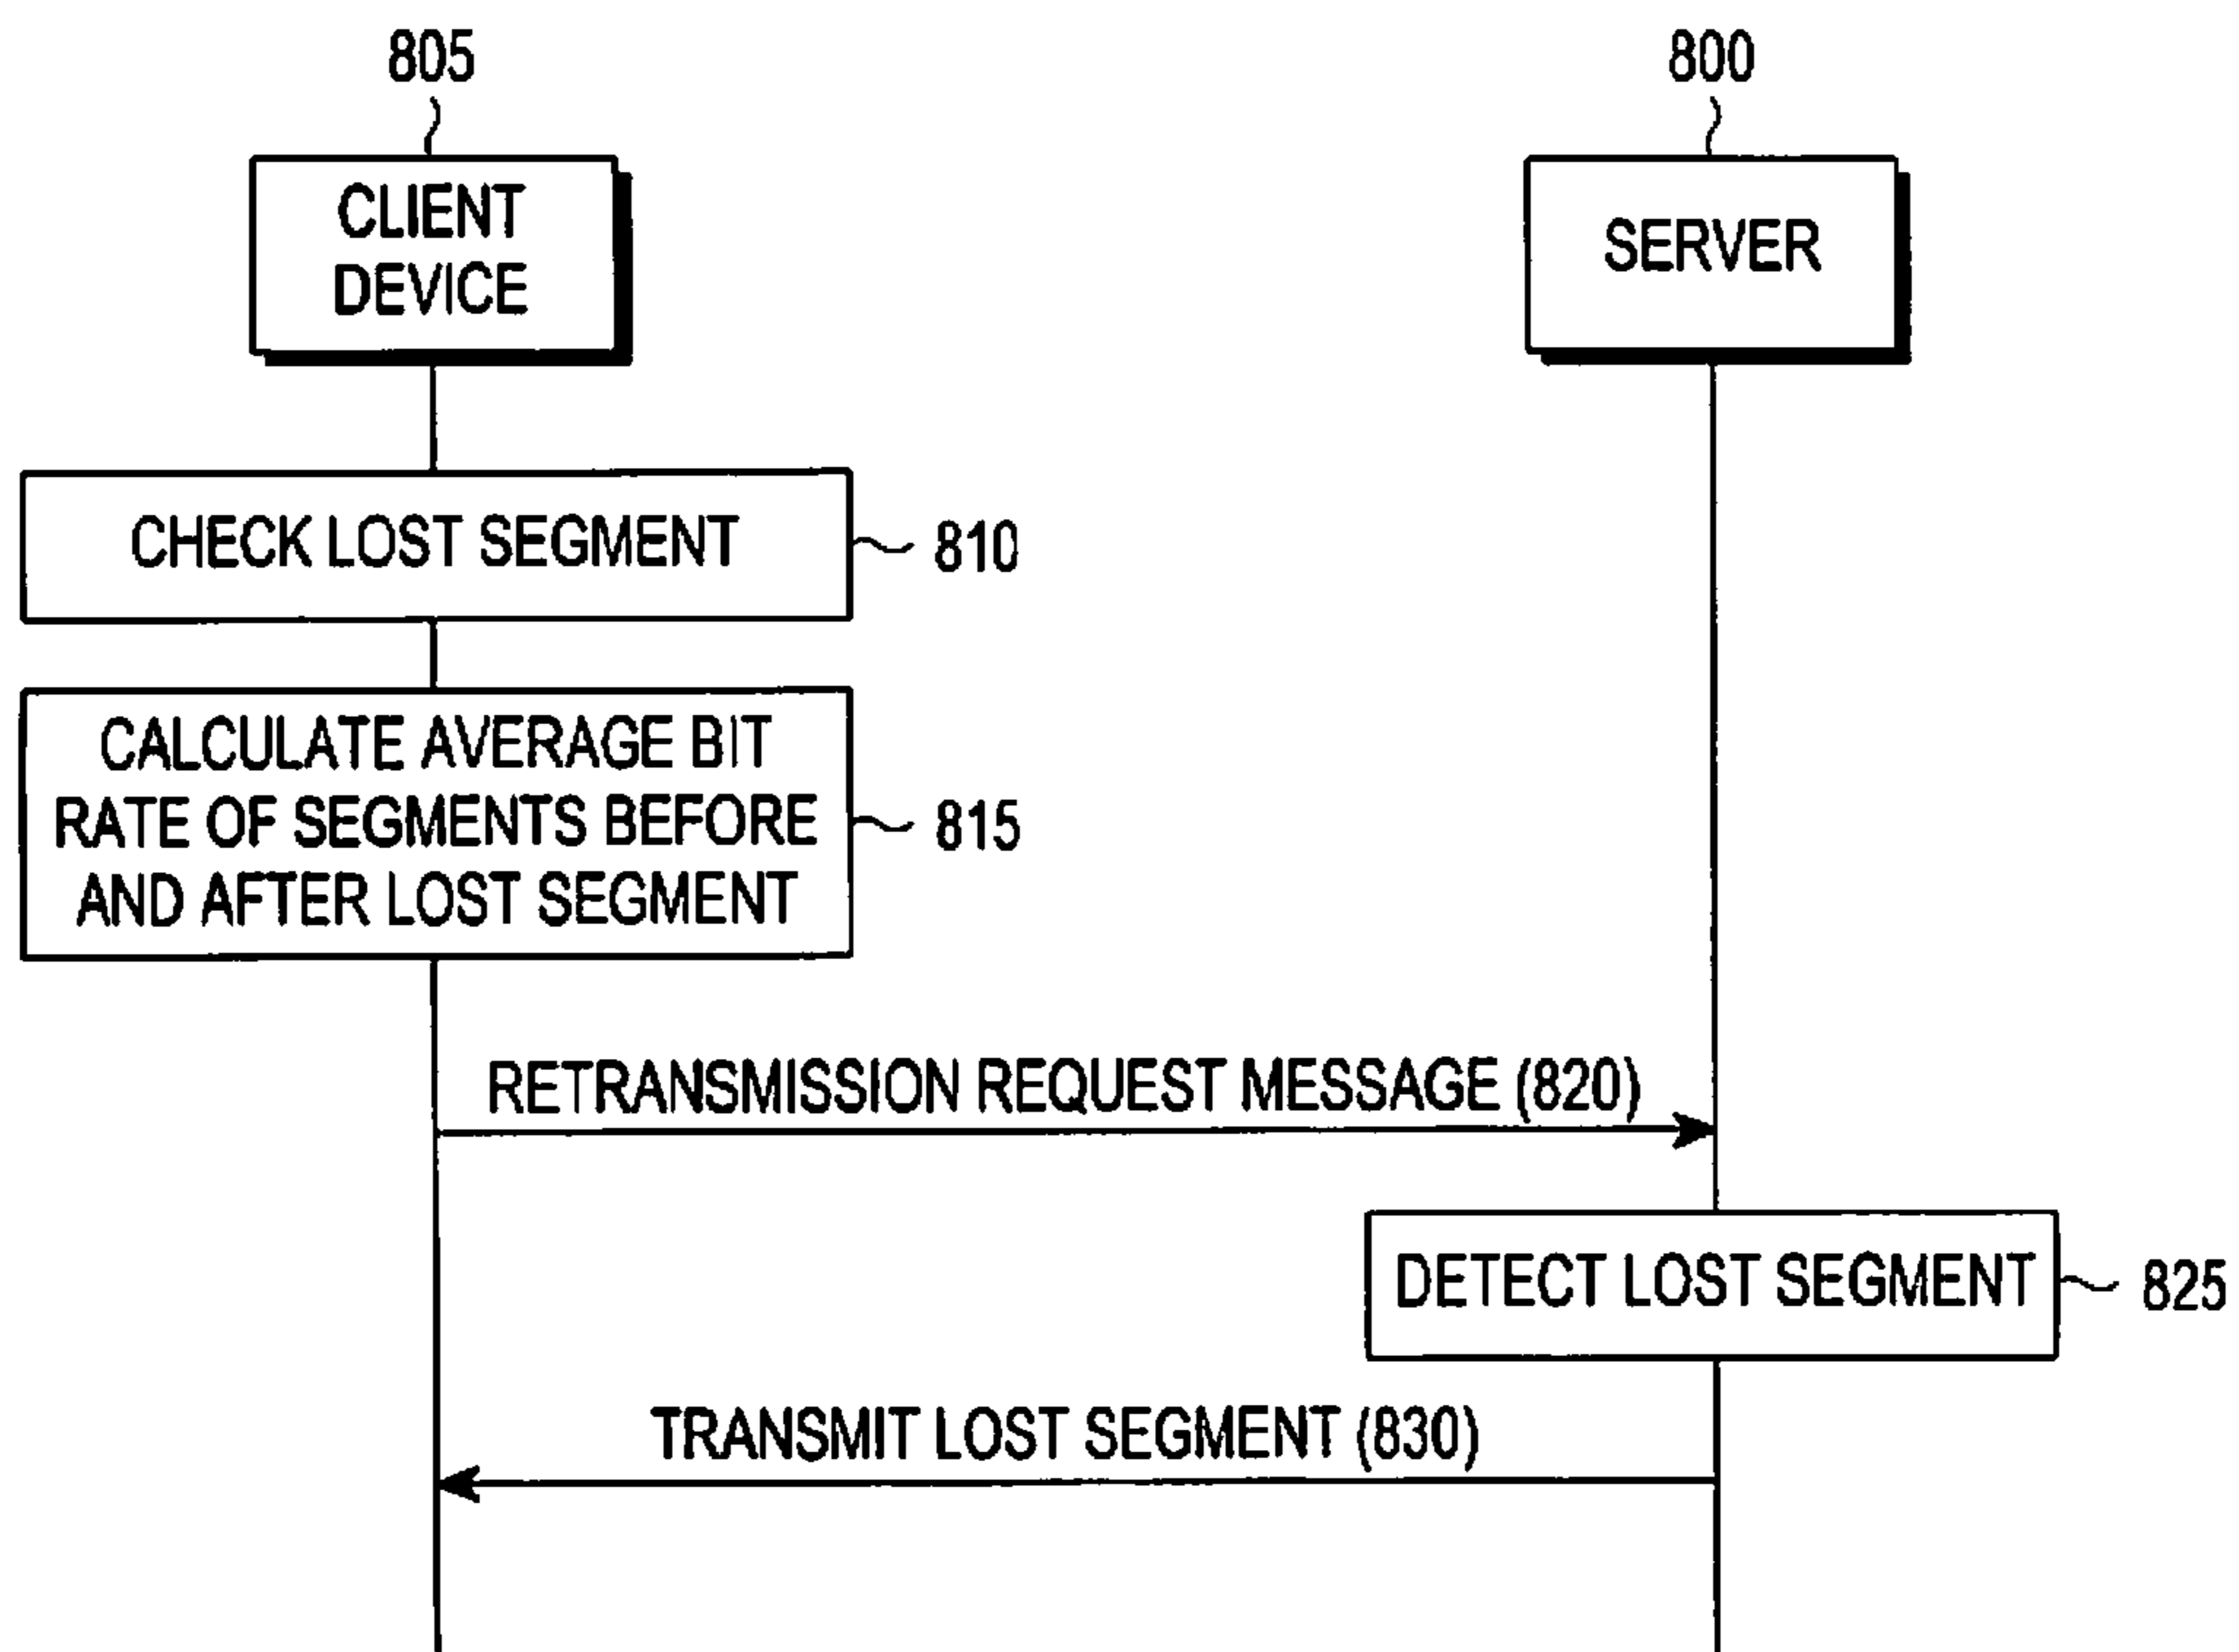 805
800
CLIENT
DEVICE
SERVER
CHECK LOST SEGMENT
810
CALCULATE AVERAGE BIT
RATE OF SEGMENTS BEFORE
AND AFTER LOST SEGMENT
815
RETRANSMISSION REQUEST MESSAGE (820)
DETECT LOST SEGMENT
825
TRANSMIT LOST SEGMENT (830)